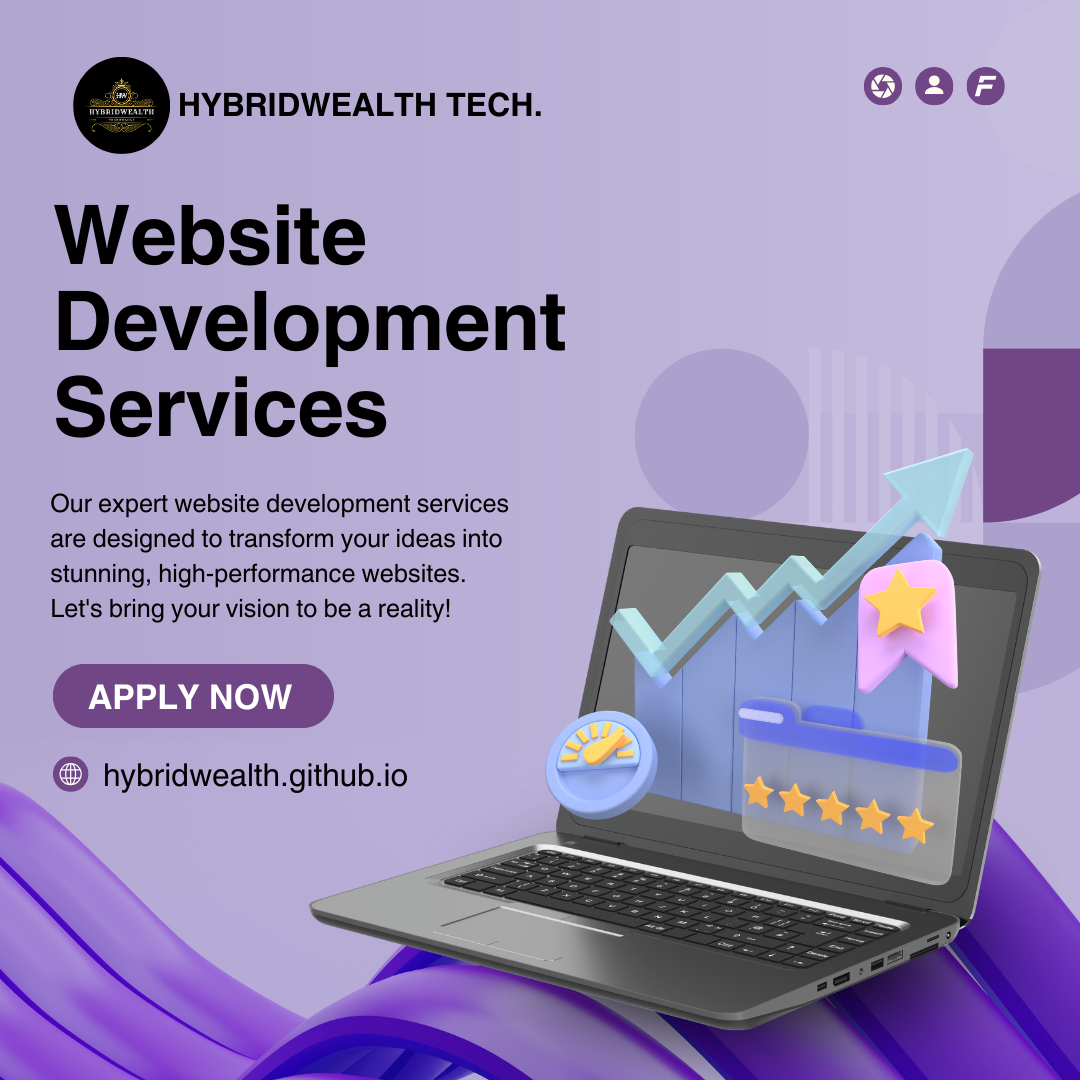 HW
HYBRIDWEALTH
HYBRIDWEALTH TECH.
Website
Development
Services
Our expert website development services
are designed to transform your ideas into
stunning, high-performance websites.
Let's bring your vision to be a reality!
APPLY NOW
hybridwealth.github.io